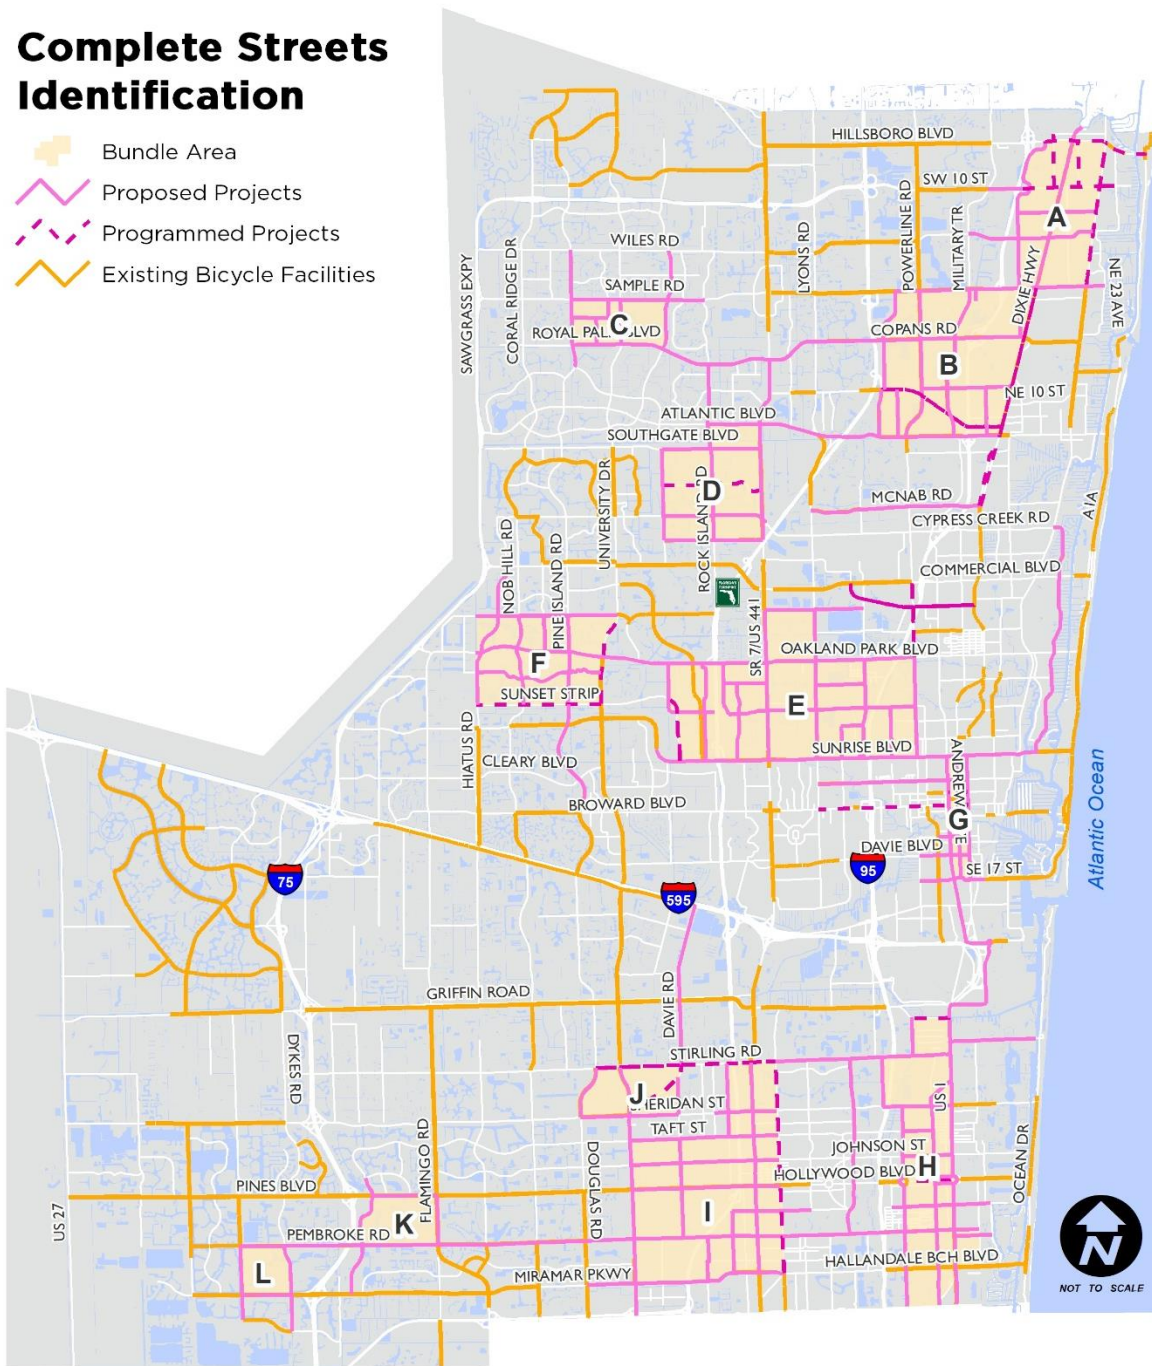 Complete Streets
Identification
Bundle Area
Proposed Projects
Programmed Projects
Existing Bicycle Facilities
HILLSBORO BLVD
SW 10 ST
POWERLINE RD
MILITARY TR
A
WILES RD
LYONS RD
SAMPLE RD
CORAL RIDGE DR
SAWGRASS EXPY
DIXIE HWY
NE 23 AVE
C
ROYAL PALM BLVD
COPANS RD
B
NE 10 ST
ATLANTIC BLVD
SOUTHGATE BLVD
UNIVERSITY DR
D
ROCK ISLAND RD
MCNAB RD
A1A
CYPRESS CREEK RD
NOB HILL RD
PINE ISLAND RD
COMMERCIAL BLVD
SR 7/US 441
OAKLAND PARK BLVD
F
SUNSET STRIP
E
HIATUS RD
CLEARY BLVD
SUNRISE BLVD
ANDREWS AVE
Atlantic Ocean
BROWARD BLVD
G
DAVIE BLVD
SE 17 ST
75
95
595
GRIFFIN ROAD
DAVIE RD
DYKES RD
STIRLING RD
J
SHERIDAN ST
US 1
TAFT ST
JOHNSON ST
H
HOLLYWOOD BLVD
OCEAN DR
FLAMINGO RD
DOUGLAS RD
PINES BLVD
US 27
K
I
PEMBROKE RD
L
MIRAMAR PKWY
HALLANDALE BCH BLVD
N
NOT TO SCALE